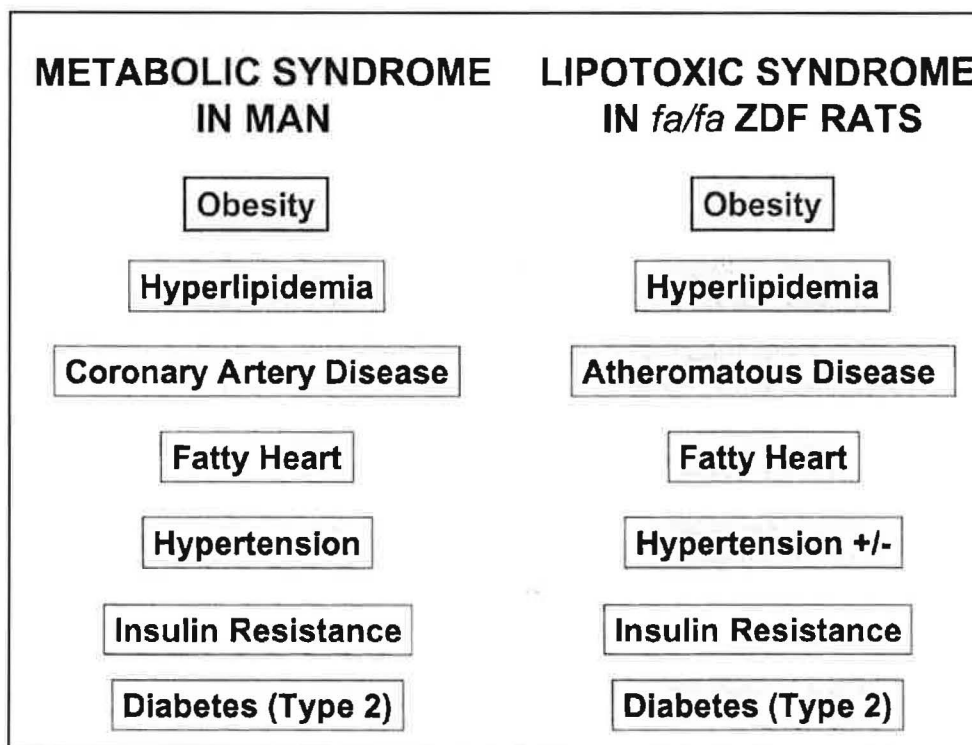 METABOLIC SYNDROME
IN MAN
Obesity
Hyperlipidemia
Coronary Artery Disease
Fatty Heart
Hypertension
Insulin Resistance
Diabetes (Type 2)
LIPOTOXIC SYNDROME
IN fa/fa ZDF RATS
Obesity
Hyperlipidemia
Atheromatous Disease
Fatty Heart
Hypertension +/-
Insulin Resistance
Diabetes (Type 2)